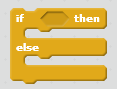 if then
else